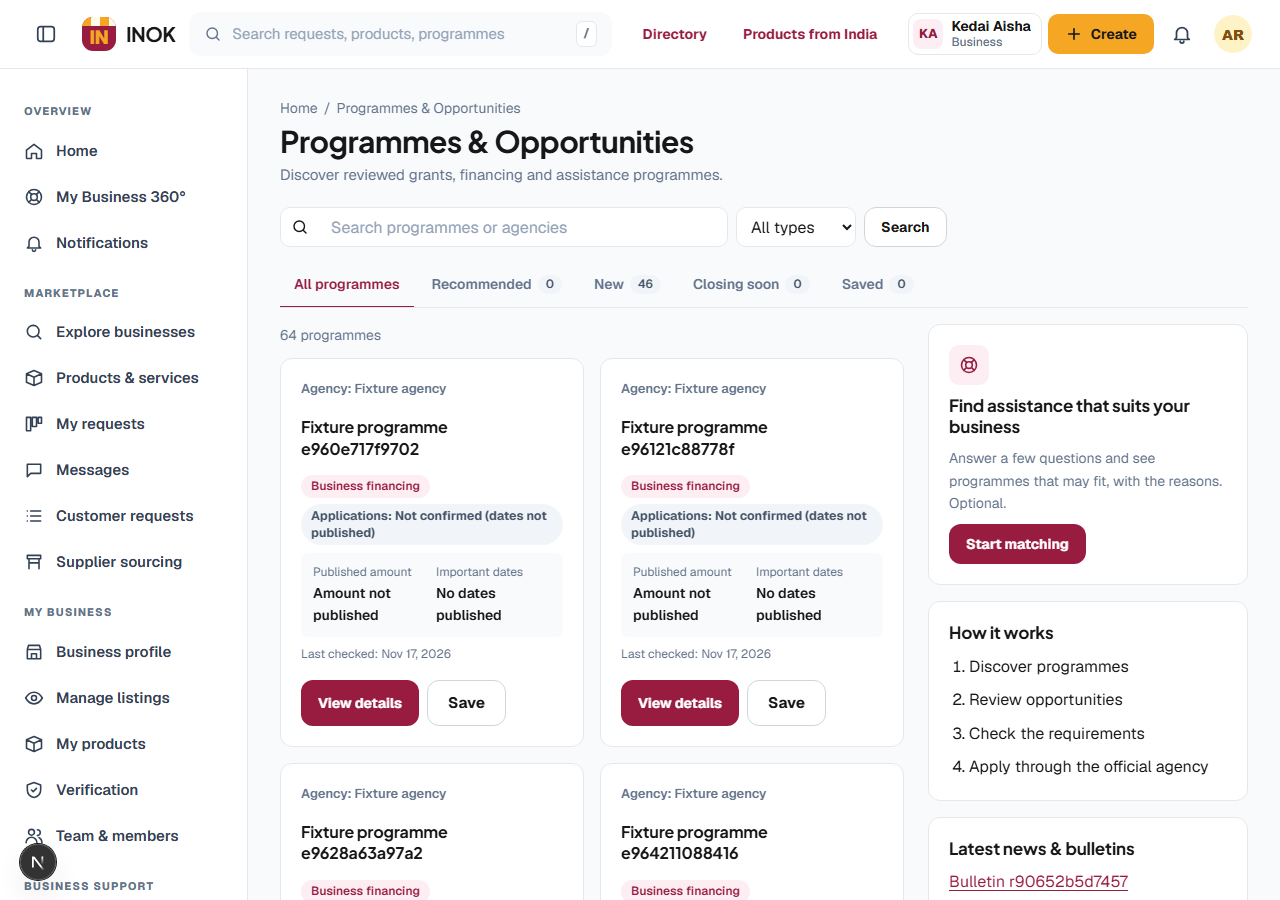 IN INOK
Search requests, products, programmes /
Directory
Products from India
KA Kedai Aisha
Business
+ Create
AR
OVERVIEW
Home
My Business 360°
Notifications
MARKETPLACE
Explore businesses
Products & services
My requests
Messages
Customer requests
Supplier sourcing
MY BUSINESS
Business profile
Manage listings
My products
Verification
Team & members
N
BUSINESS SUPPORT
Home / Programmes & Opportunities
Programmes & Opportunities
Discover reviewed grants, financing and assistance programmes.
Search programmes or agencies
All types
Search
All programmes
Recommended 0
New 46
Closing soon 0
Saved 0
64 programmes
Agency: Fixture agency
Fixture programme
e960e717f9702
Business financing
Applications: Not confirmed (dates not
published)
Published amount
Amount not
published
Important dates
No dates
published
Last checked: Nov 17, 2026
View details
Save
Agency: Fixture agency
Fixture programme
e96121c88778f
Business financing
Applications: Not confirmed (dates not
published)
Published amount
Amount not
published
Important dates
No dates
published
Last checked: Nov 17, 2026
View details
Save
Agency: Fixture agency
Fixture programme
e9628a63a97a2
Business financing
Agency: Fixture agency
Fixture programme
e964211088416
Business financing
Find assistance that suits your
business
Answer a few questions and see
programmes that may fit, with the reasons.
Optional.
Start matching
How it works
1. Discover programmes
2. Review opportunities
3. Check the requirements
4. Apply through the official agency
Latest news & bulletins
Bulletin r90652b5d7457